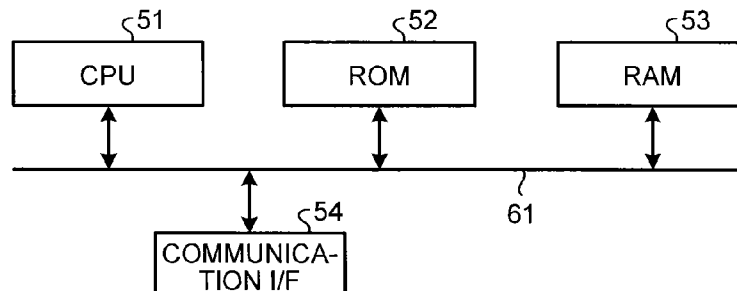 51
52
53
CPU
ROM
RAM
61
54
COMMUNICA-
TION I/F